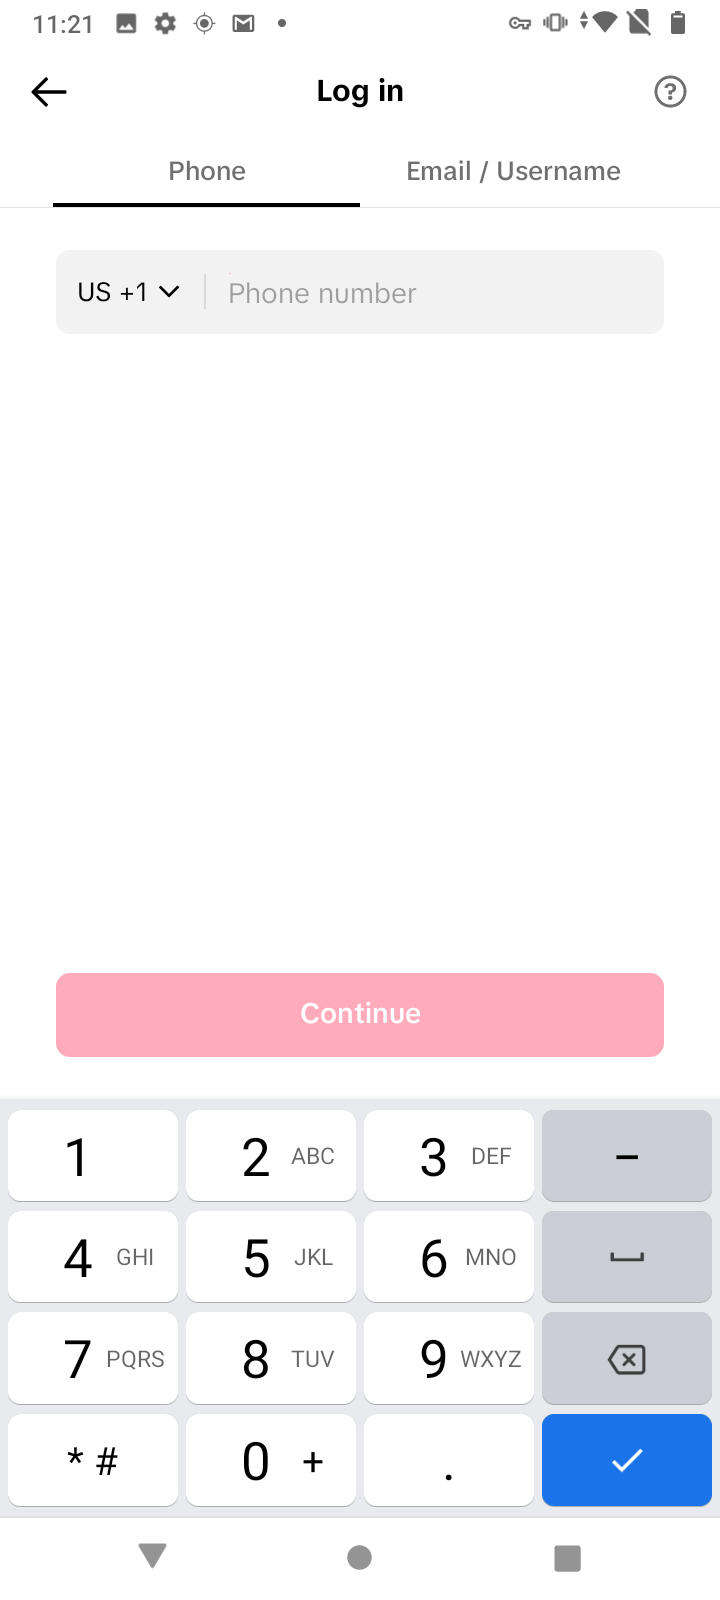 11:21
Log in
Phone
Email / Username
US +1
Phone number
Continue
1
2 ABC
3 DEF
–
4 GHI
5 JKL
6 MNO
7 PQRS
8 TUV
9 WXYZ
* #
0 +
.